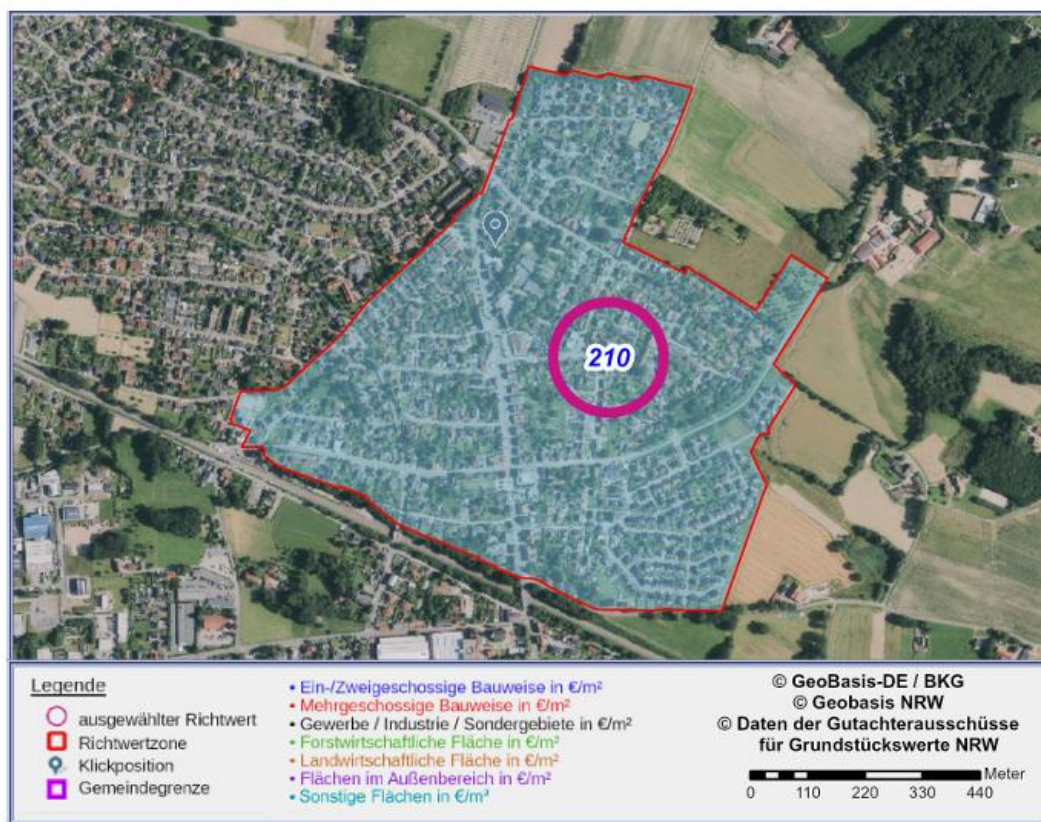 210
Legende
ausgewählter Richtwert
Richtwertzone
Klickposition
Gemeindegrenze
• Ein-/Zweigeschossige Bauweise in €/m²
• Mehrgeschossige Bauweise in €/m²
• Gewerbe / Industrie / Sondergebiete in €/m²
• Forstwirtschaftliche Fläche in €/m²
• Landwirtschaftliche Fläche in €/m²
• Flächen im Außenbereich in €/m²
• Sonstige Flächen in €/m²
© GeoBasis-DE / BKG
© Geobasis NRW
© Daten der Gutachterausschüsse
für Grundstückswerte NRW
Meter
0 110 220 330 440